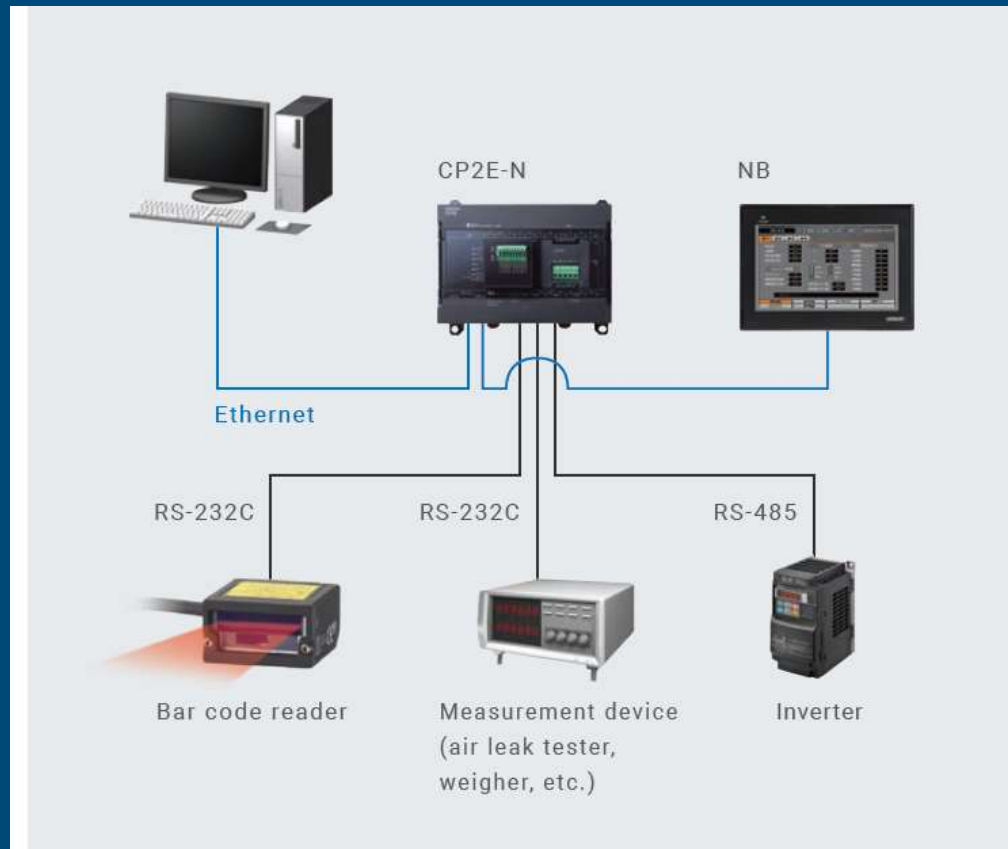 CP2E-N
NB
Ethernet
RS-232C
RS-232C
RS-485
Bar code reader
Measurement device
(air leak tester,
weigher, etc.)
Inverter